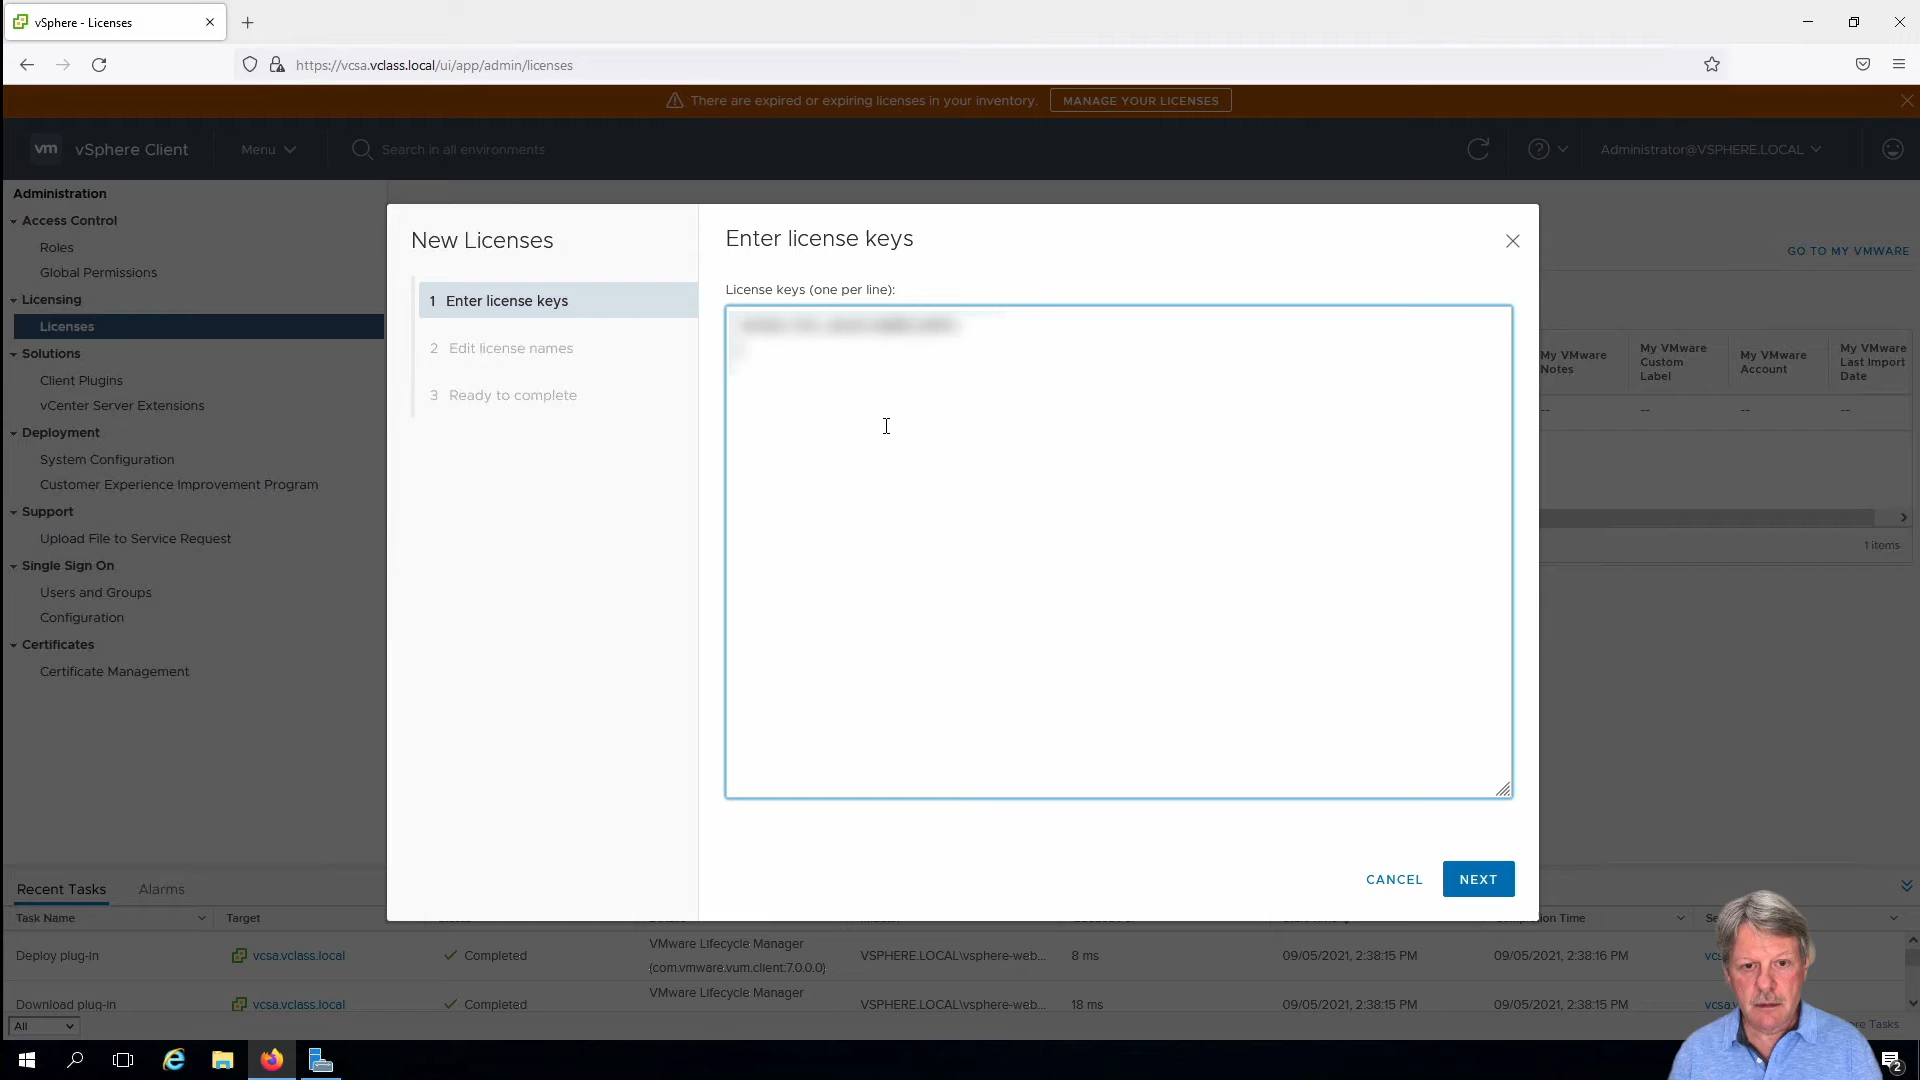 vSphere - Licenses
https://vcsa.vclass.local/ui/app/admin/licenses
There are expired or expiring licenses in your inventory. MANAGE YOUR LICENSES
vm vSphere Client Menu Search in all environments Administrator@VSPHERE.LOCAL
Administration
Access Control
Roles
Global Permissions
Licensing
Licenses
Solutions
Client Plugins
vCenter Server Extensions
Deployment
System Configuration
Customer Experience Improvement Program
Support
Upload File to Service Request
Single Sign On
Users and Groups
Configuration
Certificates
Certificate Management
New Licenses
1 Enter license keys
2 Edit license names
3 Ready to complete
Enter license keys
License keys (one per line):
CANCEL NEXT
GO TO MY VMWARE
My VMware Notes
My VMware Custom Label
My VMware Account
My VMware Last Import Date
-- -- -- --
1 items
Recent Tasks Alarms
Task Name Target Time
Deploy plug-in vcsa.vclass.local Completed VMware Lifecycle Manager VSPHERE.LOCAL\vsphere-web... 8 ms 09/05/2021, 2:38:15 PM 09/05/2021, 2:38:16 PM
(com.vmware.vum.client:7.0.0.0)
Download plug-in vcsa.vclass.local Completed VMware Lifecycle Manager VSPHERE.LOCAL\vsphere-web... 18 ms 09/05/2021, 2:38:15 PM 09/05/2021, 2:38:15 PM
All Tasks
2